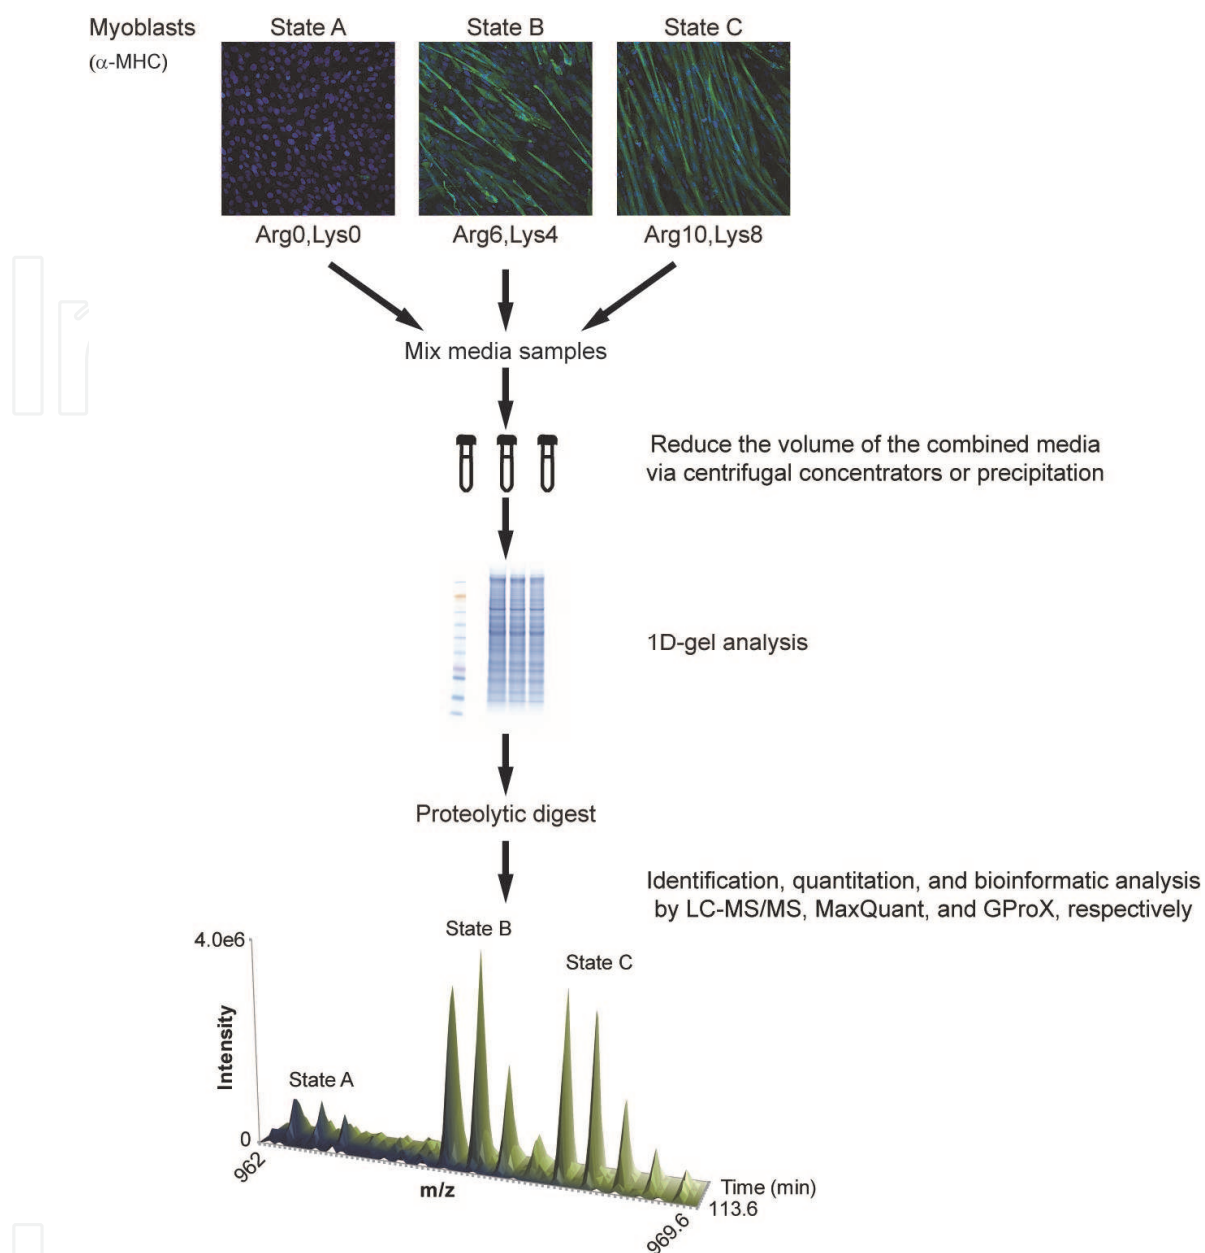 Myoblasts
(α-MHC)
State A
State B
State C
Arg0,Lys0
Arg6,Lys4
Arg10,Lys8
Mix media samples
Reduce the volume of the combined media
via centrifugal concentrators or precipitation
1D-gel analysis
Proteolytic digest
Identification, quantitation, and bioinformatic analysis
by LC-MS/MS, MaxQuant, and GProX, respectively
4.0e6
Intensity
0
State A
State B
State C
962
m/z
969.6
Time (min)
113.6